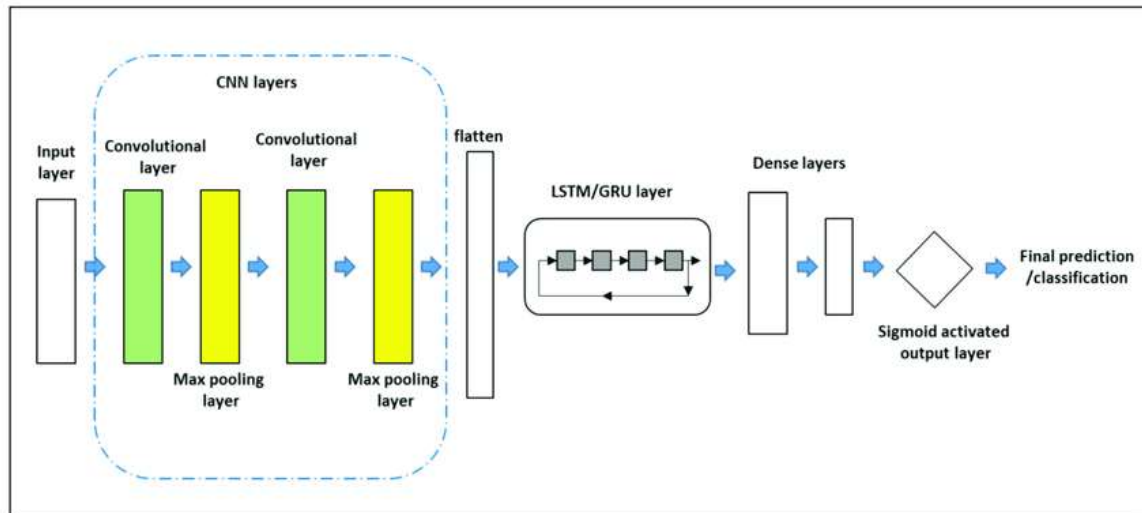 CNN layers
Input
layer
Convolutional
layer
Max pooling
layer
Convolutional
layer
Max pooling
layer
flatten
LSTM/GRU layer
Dense layers
Sigmoid activated
output layer
Final prediction
/classification